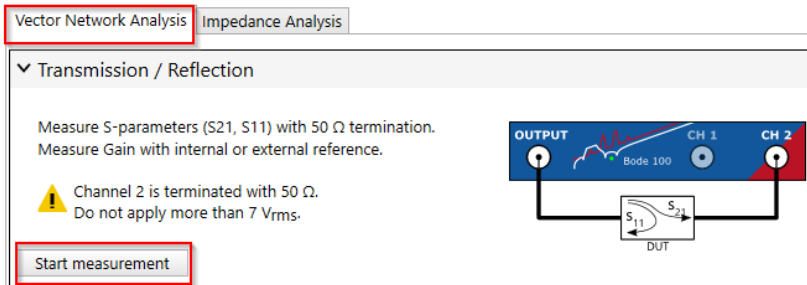 Vector Network Analysis
Impedance Analysis
Transmission / Reflection
Measure S-parameters (S21, S11) with 50 Ω termination.
Measure Gain with internal or external reference.
Channel 2 is terminated with 50 Ω.
Do not apply more than 7 Vrms.
Start measurement
OUTPUT
CH 1
CH 2
Bode 100
S11
S21
DUT